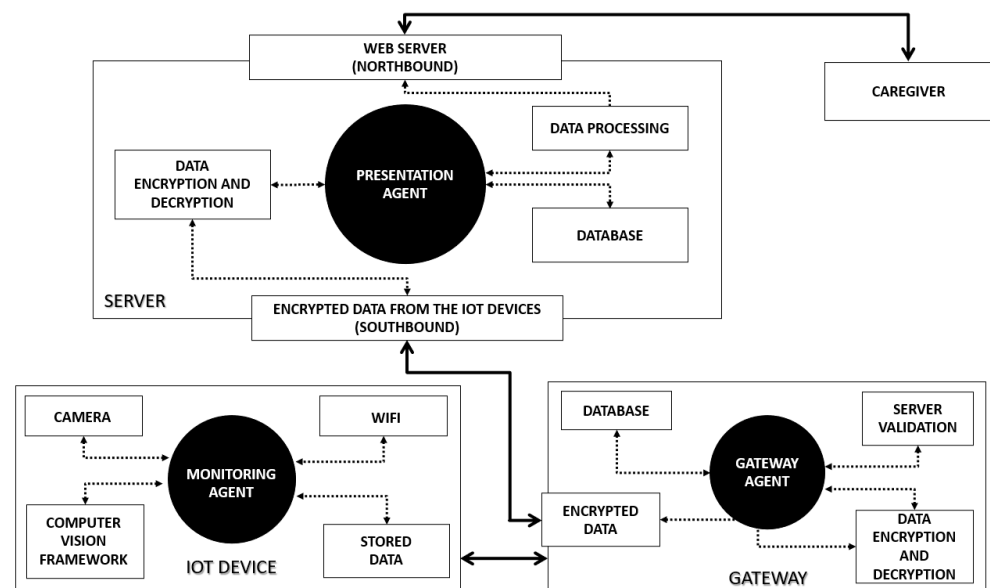 WEB SERVER
(NORTHBOUND)
CAREGIVER
DATA PROCESSING
DATA
ENCRYPTION AND
DECRYPTION
PRESENTATION
AGENT
DATABASE
SERVER
ENCRYPTED DATA FROM THE IOT DEVICES
(SOUTHBOUND)
CAMERA
WIFI
MONITORING
AGENT
COMPUTER
VISION
FRAMEWORK
STORED
DATA
IOT DEVICE
DATABASE
SERVER
VALIDATION
GATEWAY
AGENT
ENCRYPTED
DATA
DATA
ENCRYPTION
AND
DECRYPTION
GATEWAY